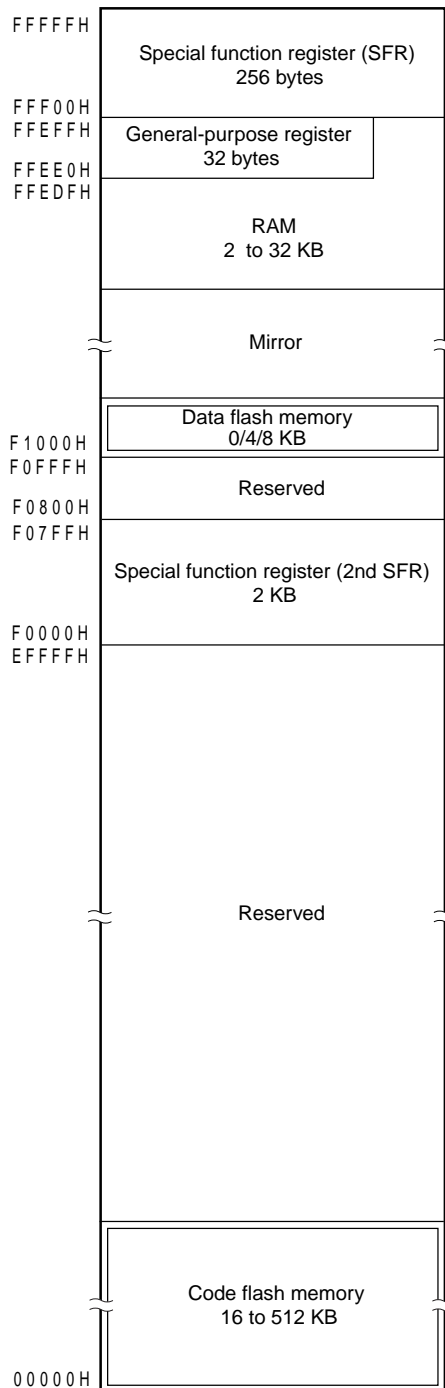 FFFFFH
Special function register (SFR)
256 bytes
FFF00H
FFEFFH
General-purpose register
32 bytes
FFEE0H
FFEDFH
RAM
2 to 32 KB
Mirror
Data flash memory
0/4/8 KB
F1000H
F0FFFH
Reserved
F0800H
F07FFH
Special function register (2nd SFR)
2 KB
F0000H
EFFFFH
Reserved
Code flash memory
16 to 512 KB
00000H